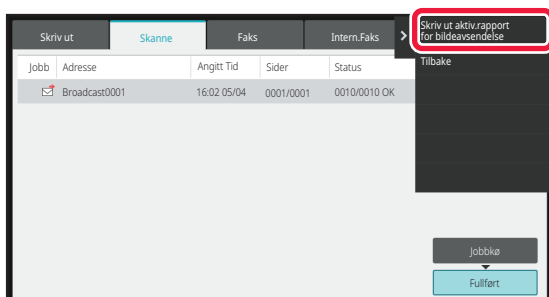 Skriv ut
Skanne
Faks
Intern.Faks
Skriv ut aktiv.rapport
for bildeavsendelse
Tilbake
Jobb Adresse Angitt Tid Sider Status
Broadcast0001 16:02 05/04 0001/0001 0010/0010 OK
Jobbkø
Fullført